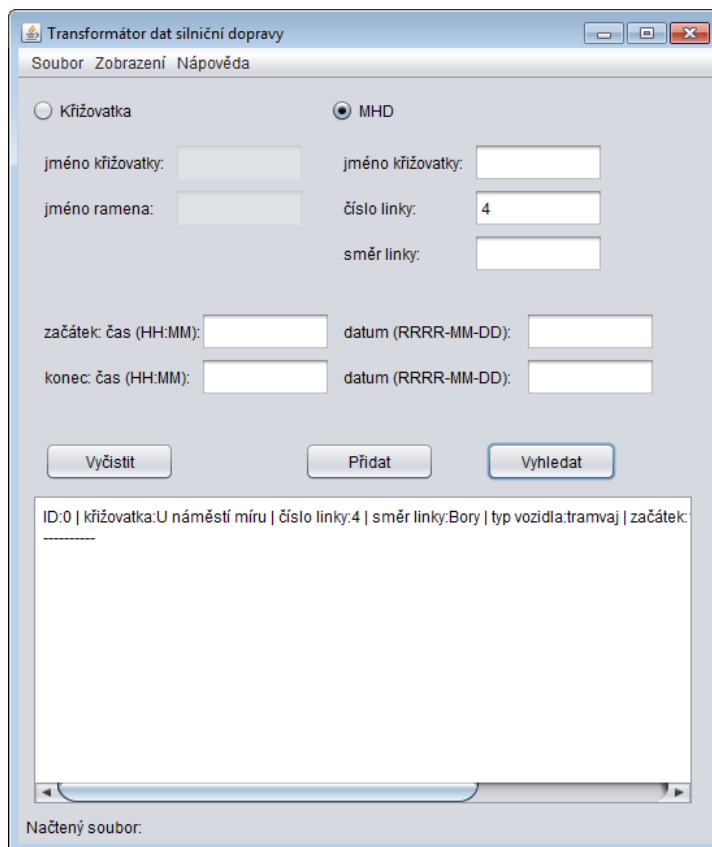 Transformátor dat silniční dopravy
Soubor Zobrazení Nápověda
Křižovatka MHD
jméno křižovatky: jméno křižovatky:
jméno ramena: číslo linky: 4
směr linky:
začátek: čas (HH:MM): datum (RRRR-MM-DD):
konec: čas (HH:MM): datum (RRRR-MM-DD):
Vyčistit Přidat Vyhledat
ID:0 | křižovatka:U náměstí míru | číslo linky:4 | směr linky:Bory | typ vozidla:tramvaj | začátek:
----------
Načtený soubor: